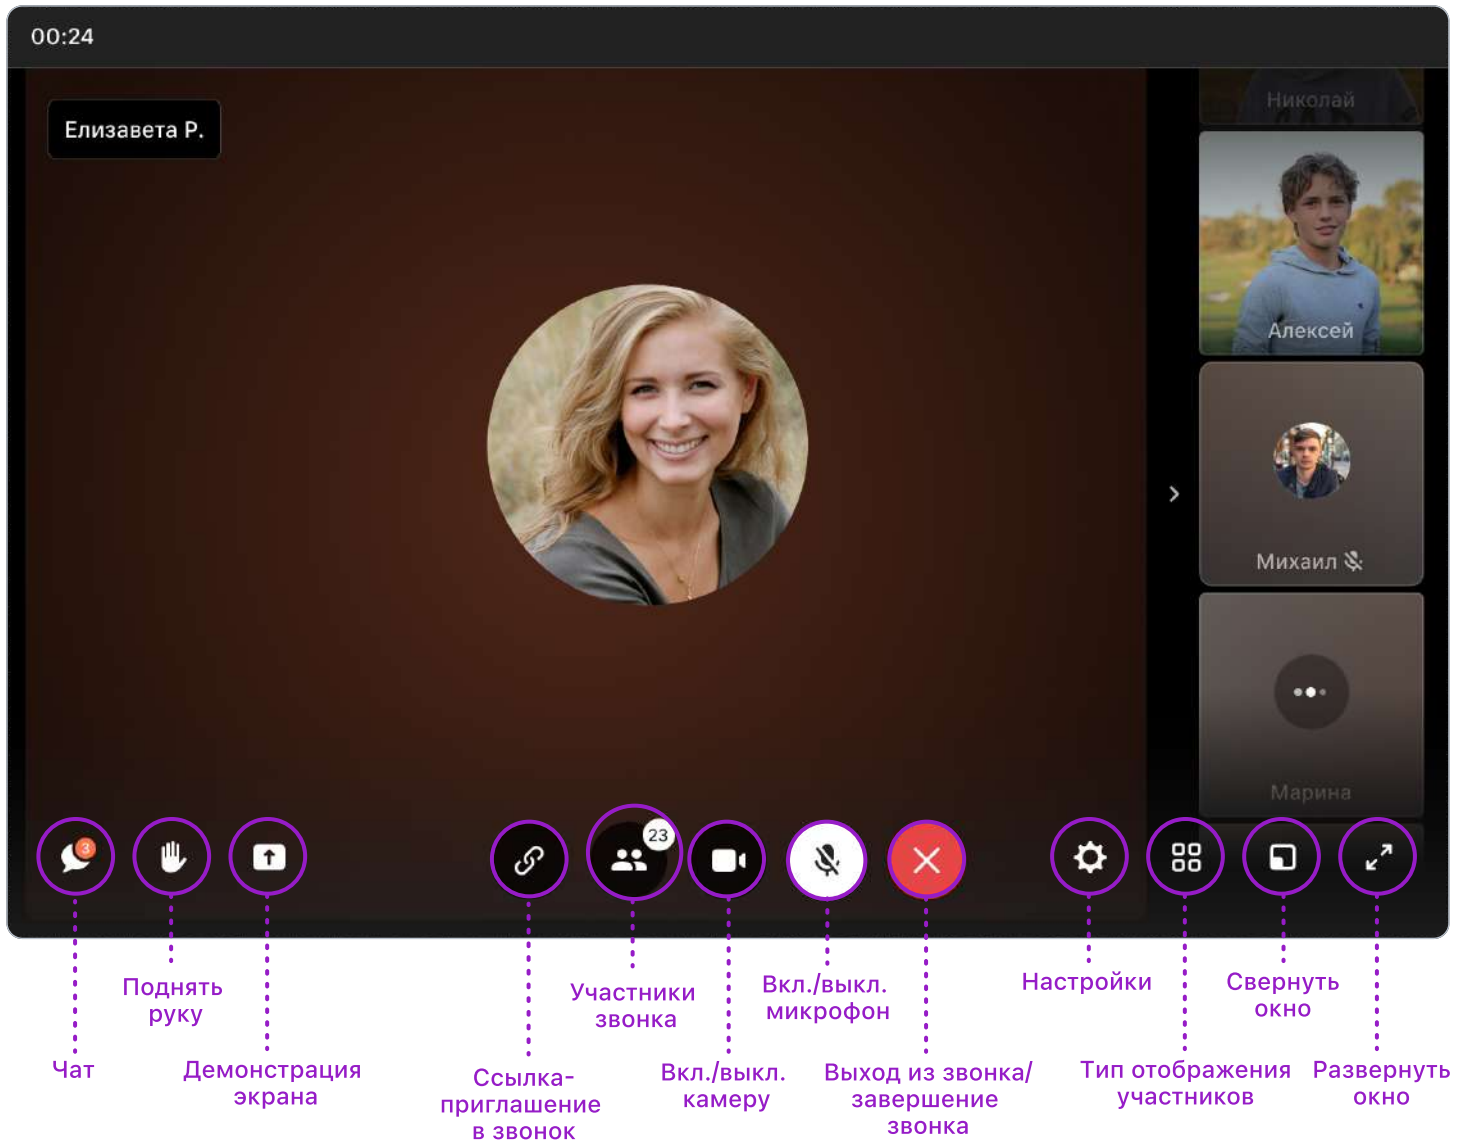 00:24
Елизавета Р.
Николай
Алексей
Михаил
Марина
3
23
Чат
Поднять
руку
Демонстрация
экрана
Ссылка-
приглашение
в звонок
Участники
звонка
Вкл./выкл.
камеру
Вкл./выкл.
микрофон
Выход из звонка/
завершение
звонка
Настройки
Тип отображения
участников
Свернуть
окно
Развернуть
окно